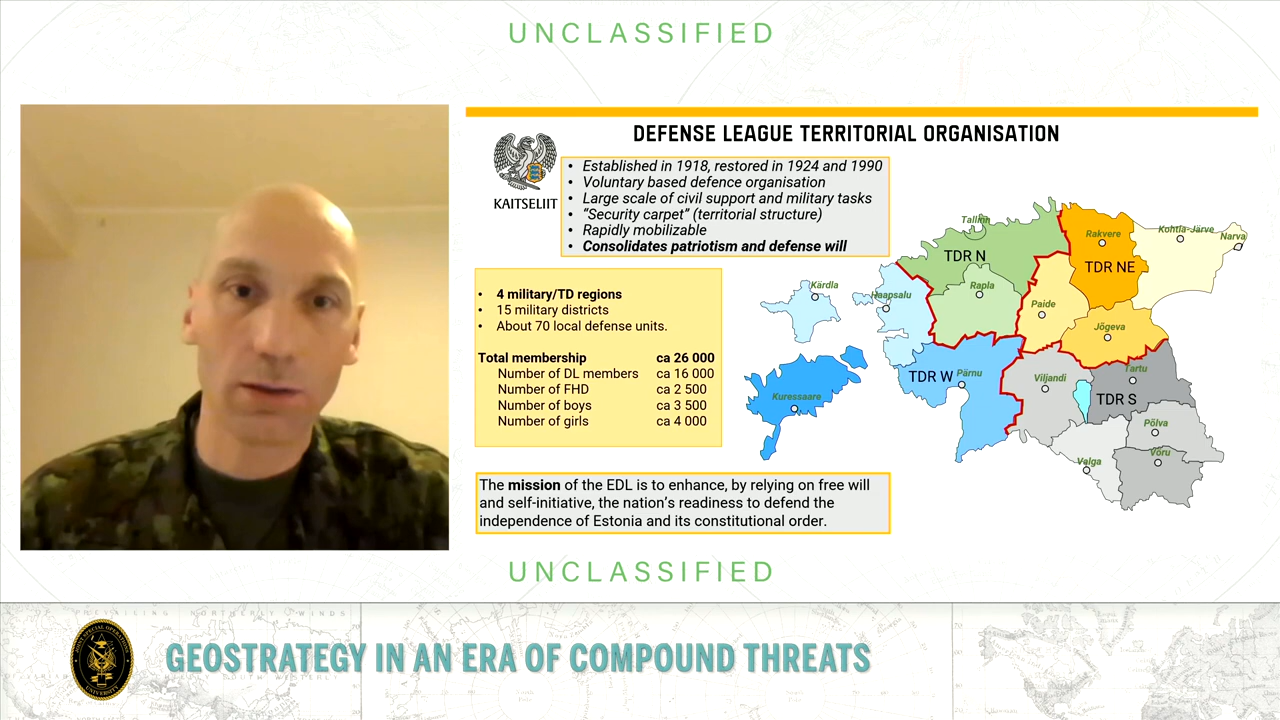 UNCLASSIFIED
DEFENSE LEAGUE TERRITORIAL ORGANISATION
KAITSELIIT
• Established in 1918, restored in 1924 and 1990
• Voluntary based defence organisation
• Large scale of civil support and military tasks
• “Security carpet” (territorial structure)
• Rapidly mobilizable
• Consolidates patriotism and defense will
• 4 military/TD regions
• 15 military districts
• About 70 local defense units.
Total membership ca 26 000
Number of DL members ca 16 000
Number of FHD ca 2 500
Number of boys ca 3 500
Number of girls ca 4 000
The mission of the EDL is to enhance, by relying on free will
and self-initiative, the nation’s readiness to defend the
independence of Estonia and its constitutional order.
Tallinn
TDR N
Rakvere
TDR NE
Kohtla-Järve
Narva
Kärdla
Haapsalu
Rapla
Paide
Jõgeva
Kuressaare
TDR W
Pärnu
Viljandi
Tartu
TDR S
Põlva
Valga
Võru
UNCLASSIFIED
PREVAILING NORTHERLY WINDS
JOINT SPECIAL OPERATIONS
UNIVERSITY
GEOSTRATEGY IN AN ERA OF COMPOUND THREATS